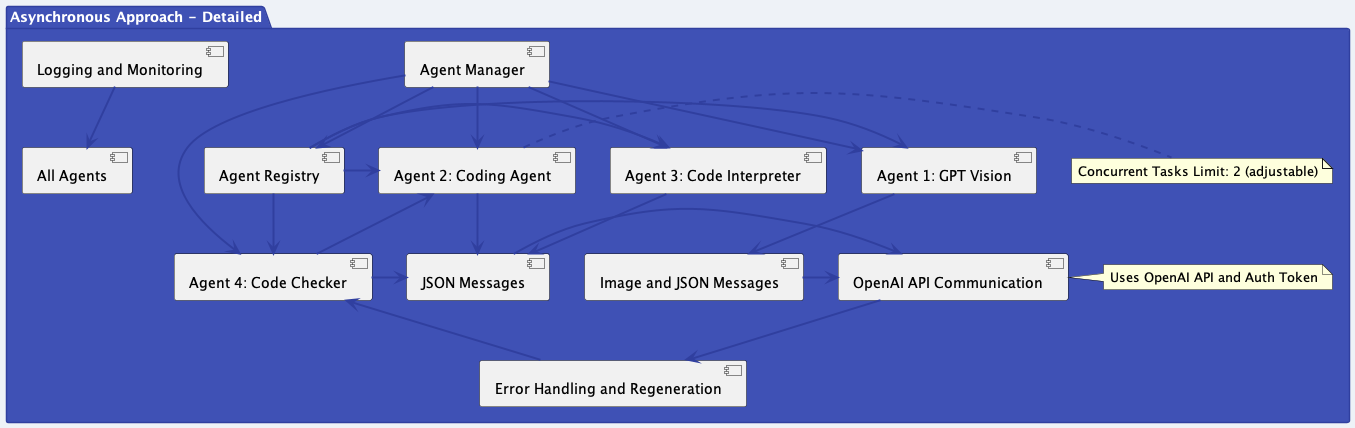 Asynchronous Approach - Detailed
Logging and Monitoring
Agent Manager
All Agents
Agent Registry
Agent 2: Coding Agent
Agent 3: Code Interpreter
Agent 1: GPT Vision
Concurrent Tasks Limit: 2 (adjustable)
Agent 4: Code Checker
JSON Messages
Image and JSON Messages
OpenAI API Communication
Uses OpenAI API and Auth Token
Error Handling and Regeneration